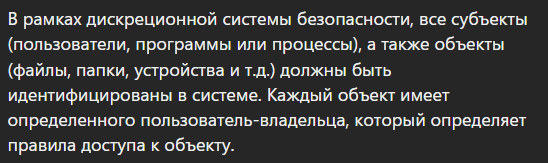 В рамках дискреционной системы безопасности, все субъекты
(пользователи, программы или процессы), а также объекты
(файлы, папки, устройства и т.д.) должны быть
идентифицированы в системе. Каждый объект имеет
определенного пользователь-владельца, который определяет
правила доступа к объекту.